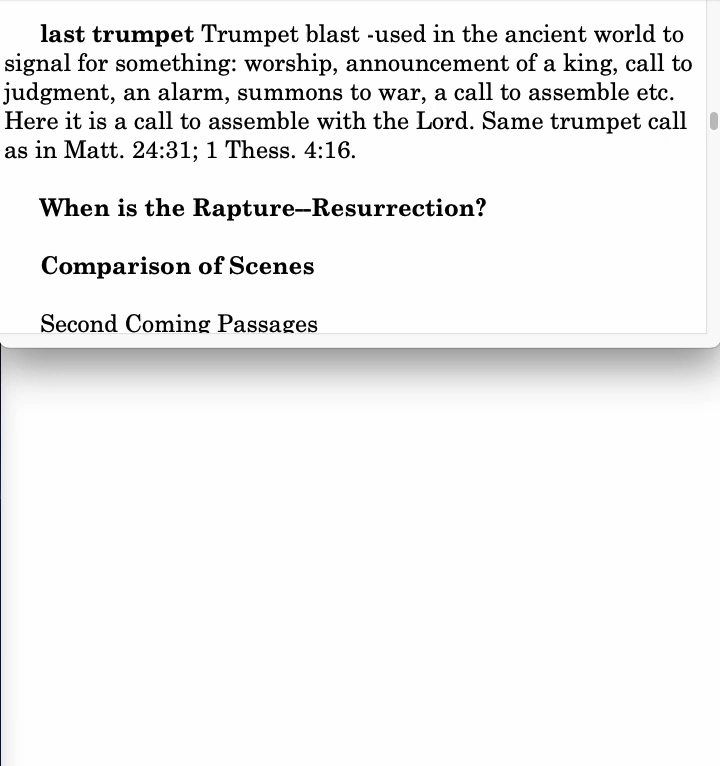 last trumpet Trumpet blast -used in the ancient world to
signal for something: worship, announcement of a king, call to
judgment, an alarm, summons to war, a call to assemble etc.
Here it is a call to assemble with the Lord. Same trumpet call
as in Matt. 24:31; 1 Thess. 4:16.
When is the Rapture--Resurrection?
Comparison of Scenes
Second Coming Passages